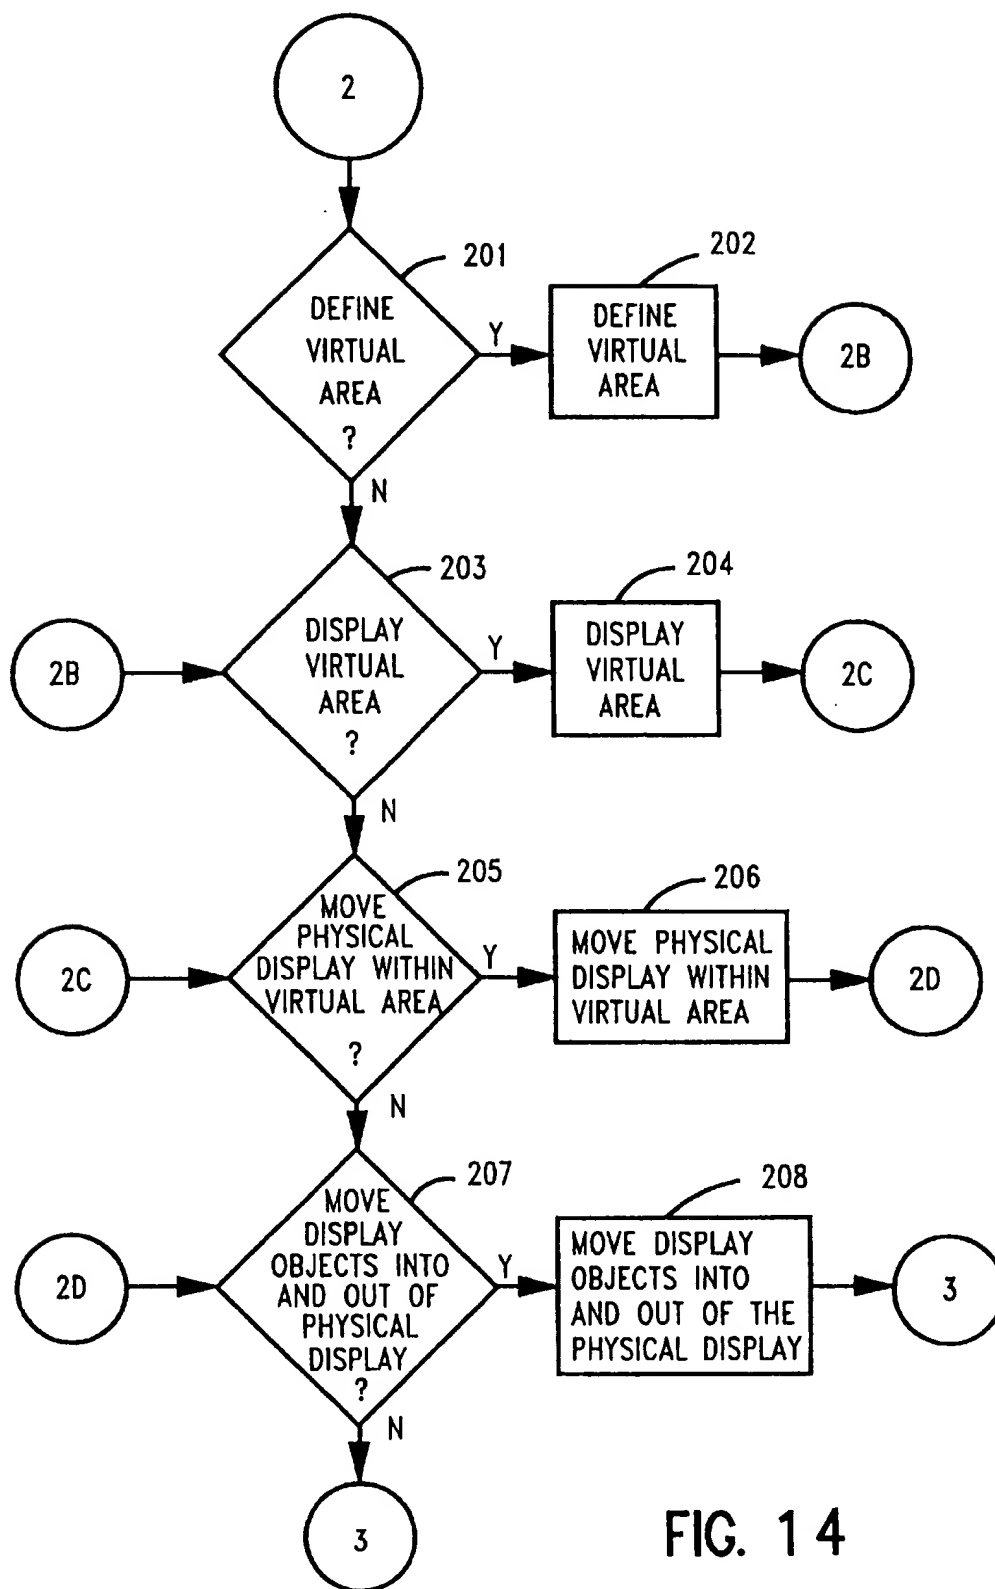 2
201
DEFINE
VIRTUAL
AREA
?
Y
202
DEFINE
VIRTUAL
AREA
2B
N
2B
203
DISPLAY
VIRTUAL
AREA
?
Y
204
DISPLAY
VIRTUAL
AREA
2C
N
2C
205
MOVE
PHYSICAL
DISPLAY WITHIN
VIRTUAL AREA
?
Y
206
MOVE PHYSICAL
DISPLAY WITHIN
VIRTUAL AREA
2D
N
2D
207
MOVE
DISPLAY
OBJECTS INTO
AND OUT OF
PHYSICAL
DISPLAY
?
Y
208
MOVE DISPLAY
OBJECTS INTO
AND OUT OF THE
PHYSICAL DISPLAY
3
N
3
FIG. 14